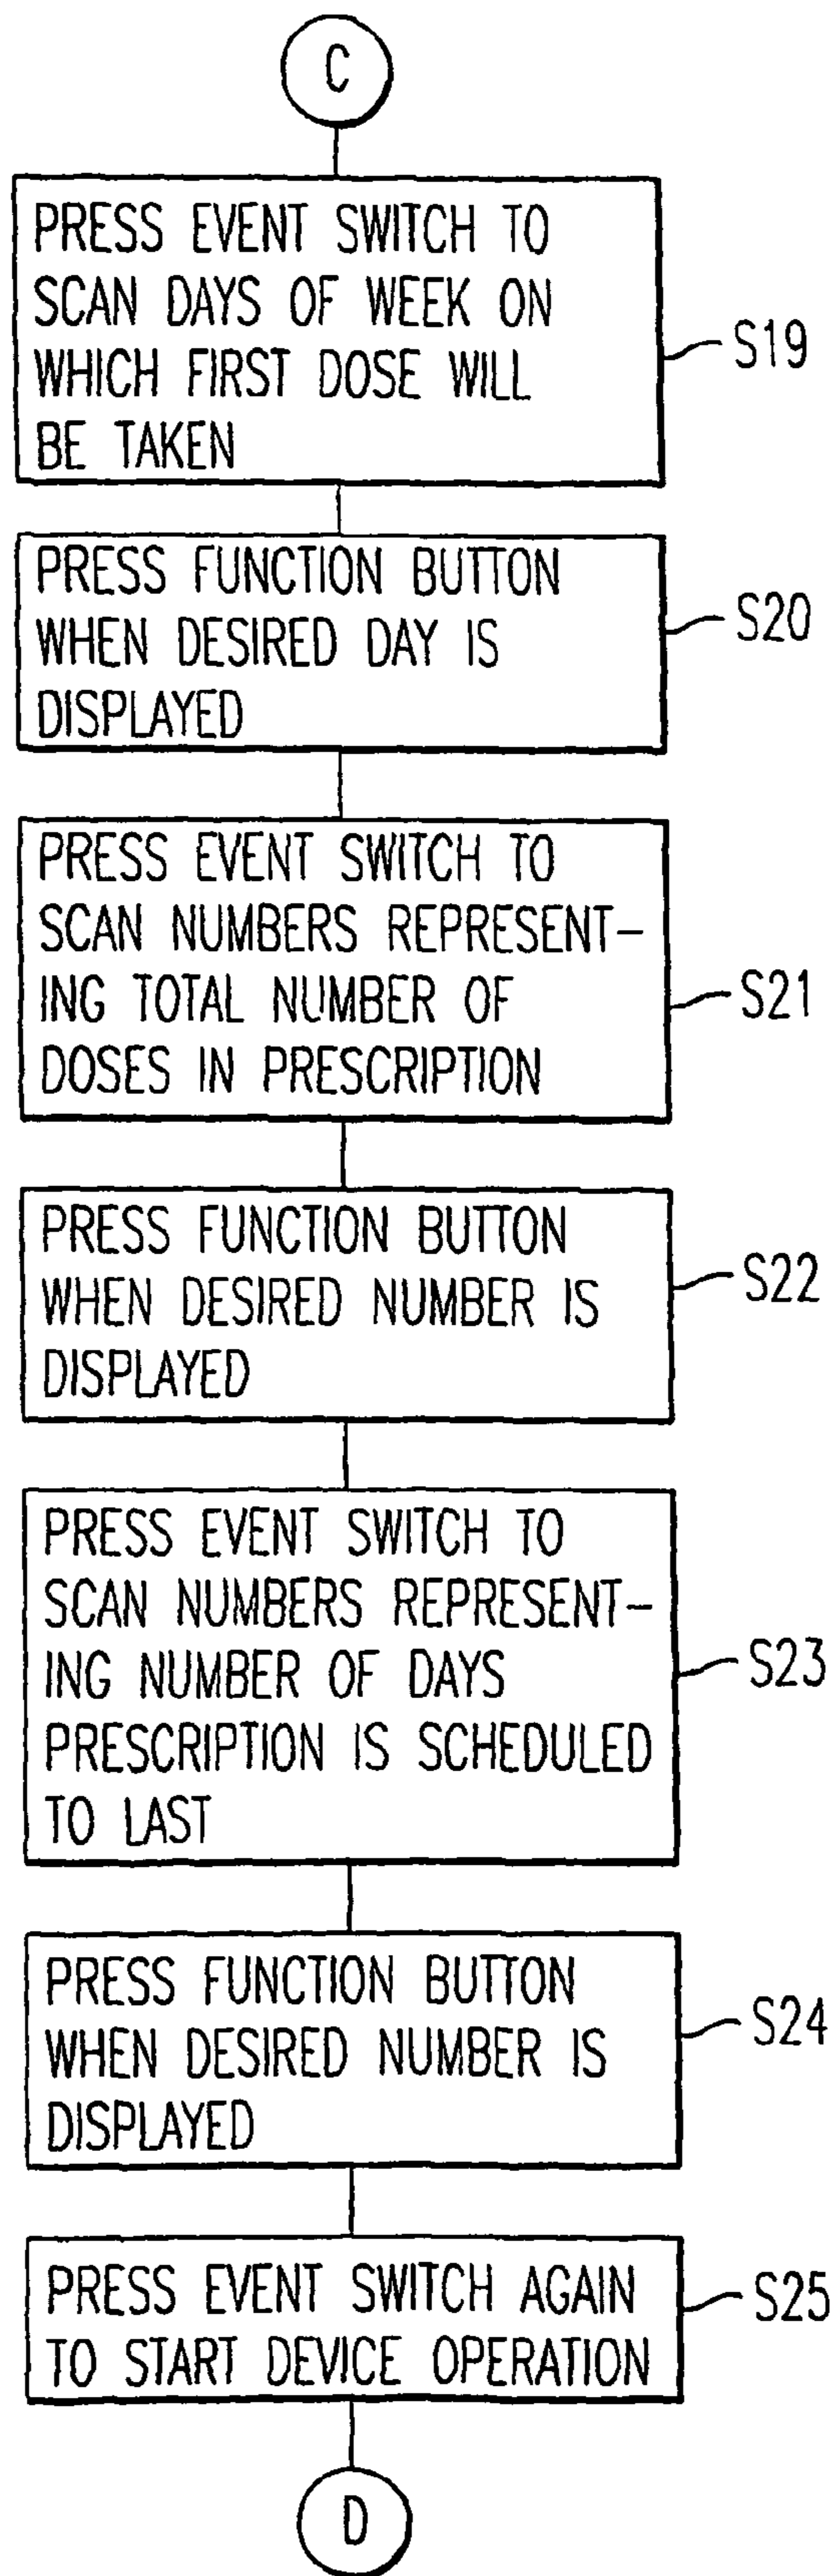 C
PRESS EVENT SWITCH TO
SCAN DAYS OF WEEK ON
WHICH FIRST DOSE WILL
BE TAKEN
S19
PRESS FUNCTION BUTTON
WHEN DESIRED DAY IS
DISPLAYED
S20
PRESS EVENT SWITCH TO
SCAN NUMBERS REPRESENT-
ING TOTAL NUMBER OF
DOSES IN PRESCRIPTION
S21
PRESS FUNCTION BUTTON
WHEN DESIRED NUMBER IS
DISPLAYED
S22
PRESS EVENT SWITCH TO
SCAN NUMBERS REPRESENT-
ING NUMBER OF DAYS
PRESCRIPTION IS SCHEDULED
TO LAST
S23
PRESS FUNCTION BUTTON
WHEN DESIRED NUMBER IS
DISPLAYED
S24
PRESS EVENT SWITCH AGAIN
TO START DEVICE OPERATION
S25
D